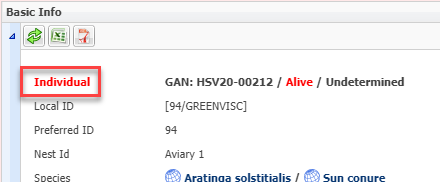 Basic Info
Individual GAN: HSV20-00212 / Alive / Undetermined
Local ID [94/GREENVISC]
Preferred ID 94
Nest Id Aviary 1
Species Aratinga solstitialis / Sun conure